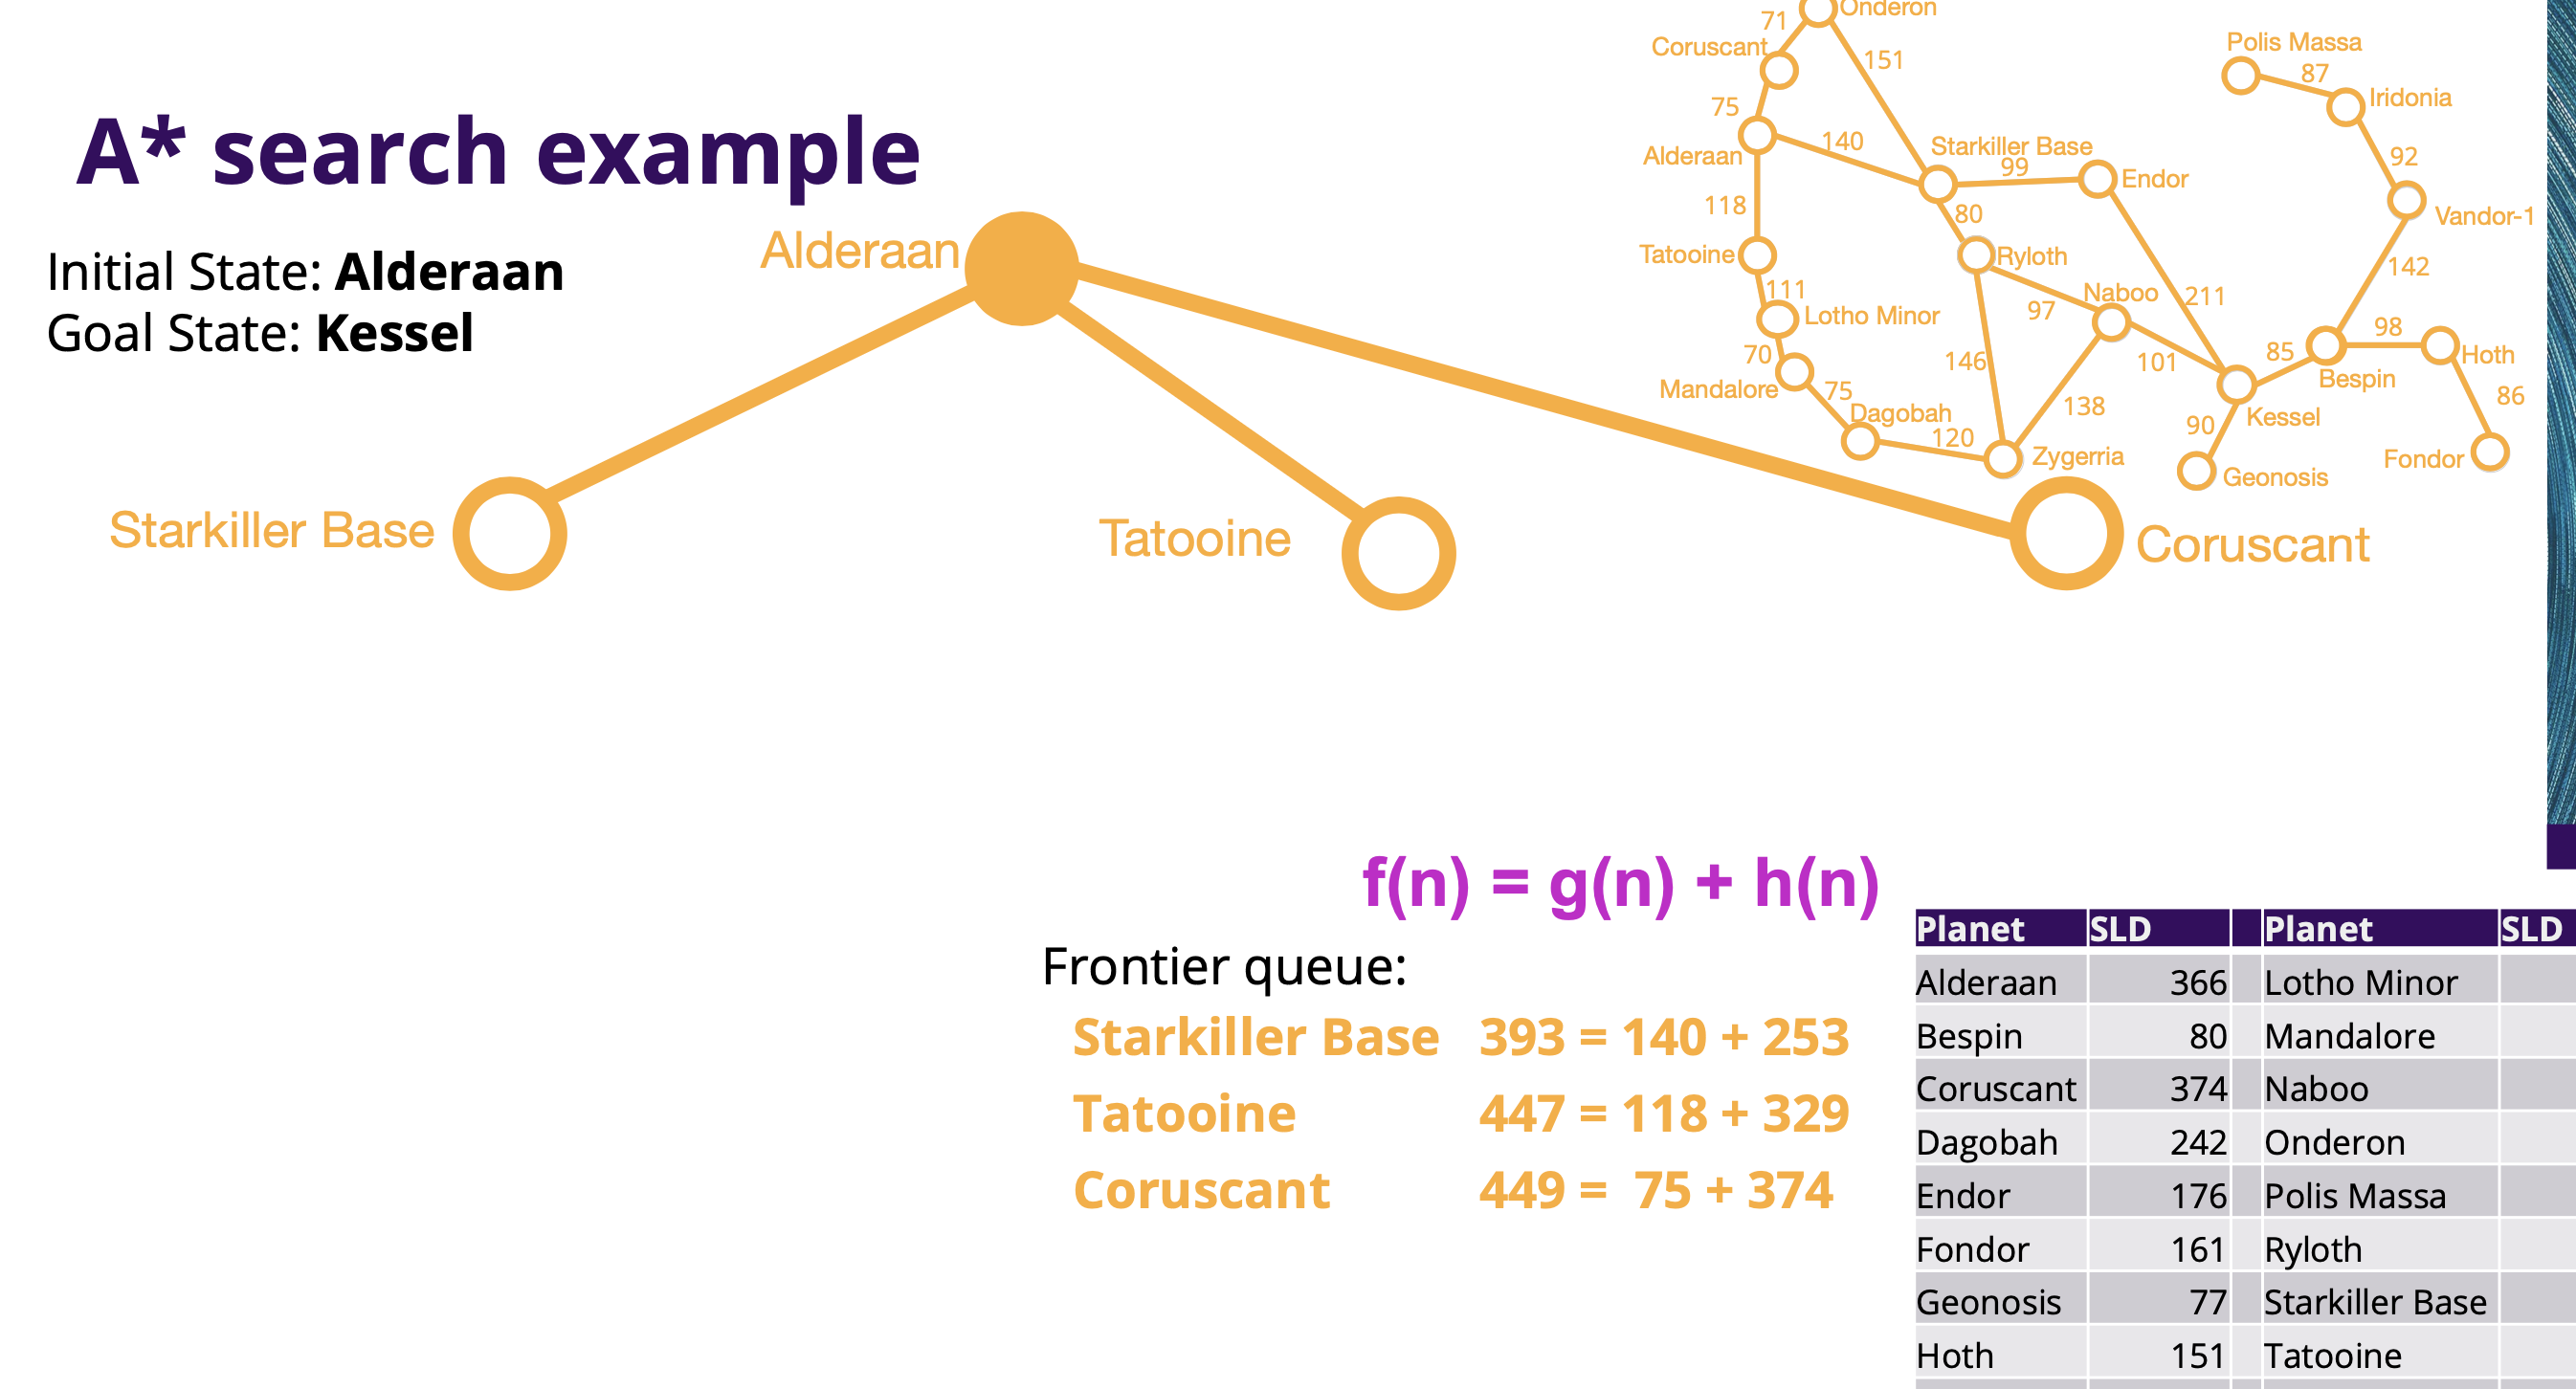 A* search example
Initial State: Alderaan
Goal State: Kessel
Alderaan
Starkiller Base
Tatooine
Coruscant
Onderon
71
Coruscant
151
75
Alderaan
140
Starkiller Base
99
Endor
118
80
Tatooine
Ryloth
111
Lotho Minor
97
Naboo
211
70
Mandalore
75
Dagobah
146
101
138
120
Zygerria
Polis Massa
87
Iridonia
92
Vandor-1
142
98
85
Hoth
Bespin
86
Kessel
90
Fondor
Geonosis
f(n) = g(n) + h(n)
Frontier queue:
Starkiller Base 393 = 140 + 253
Tatooine 447 = 118 + 329
Coruscant 449 = 75 + 374
Planet SLD Planet SLD
Alderaan 366 Lotho Minor
Bespin 80 Mandalore
Coruscant 374 Naboo
Dagobah 242 Onderon
Endor 176 Polis Massa
Fondor 161 Ryloth
Geonosis 77 Starkiller Base
Hoth 151 Tatooine